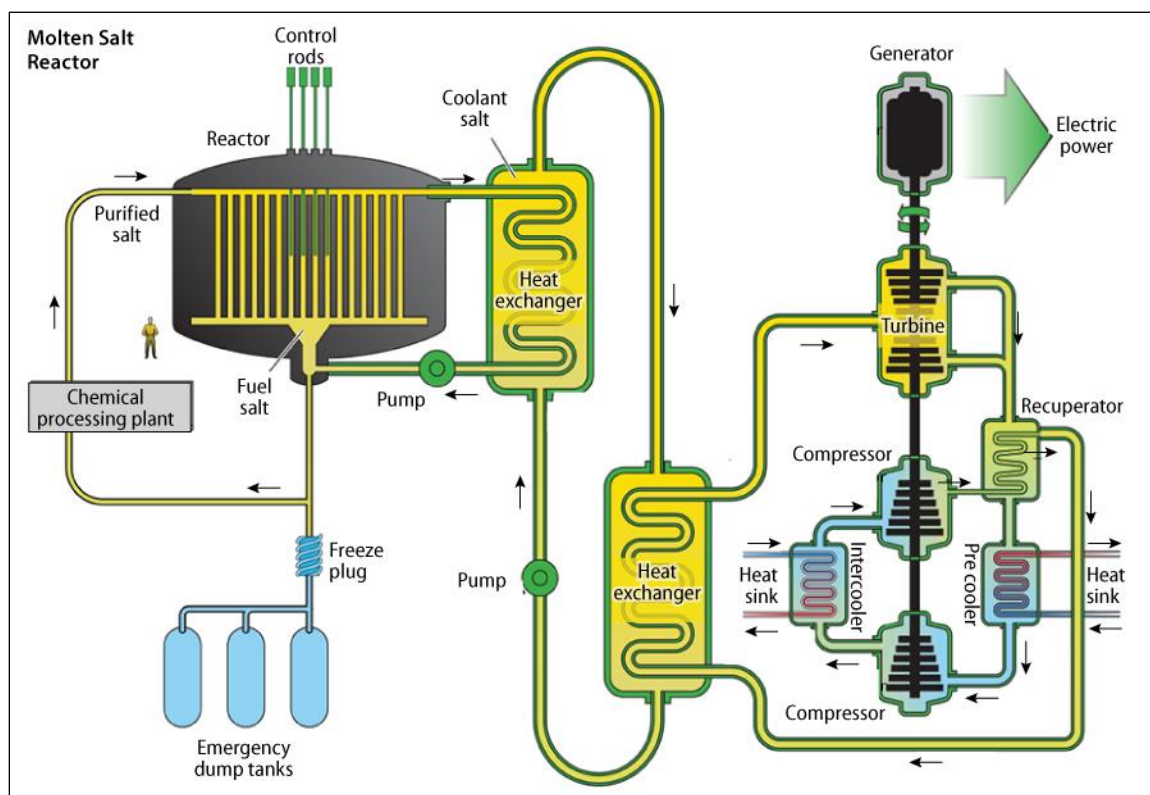 Molten Salt
Reactor
Control
rods
Reactor
Coolant
salt
Generator
Electric
power
Purified
salt
Heat
exchanger
Turbine
Fuel
salt
Pump
Chemical
processing plant
Recuperator
Compressor
Freeze
plug
Pump
Heat
exchanger
Heat
sink
Intercooler
Pre cooler
Heat
sink
Compressor
Emergency
dump tanks